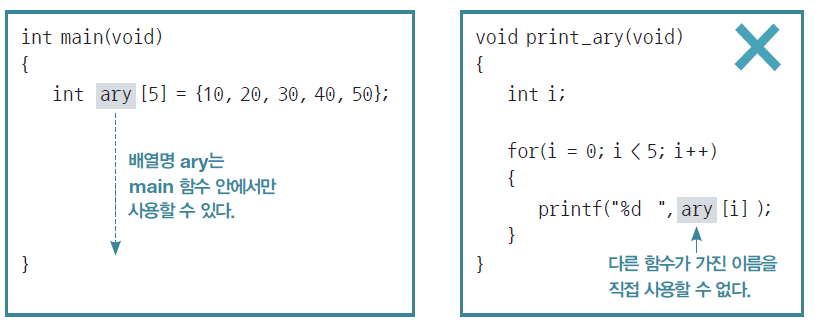 int main(void)
{
int ary [5] = {10, 20, 30, 40, 50};
배열명 ary는
main 함수 안에서만
사용할 수 있다.
}
void print_ary(void)
{
int i;
for(i = 0; i < 5; i++)
{
printf("%d ", ary [i] );
}
}
다른 함수가 가진 이름을
직접 사용할 수 없다.